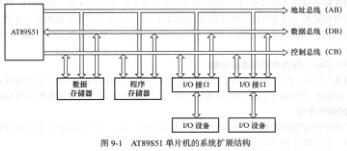 AT89S51
地址总线 (AB)
数据总线 (DB)
控制总线 (CB)
数据
存储器
程序
存储器
I/O 接口
I/O 接口
I/O 设备
I/O 设备
图 9-1 AT89S51 单片机的系统扩展结构